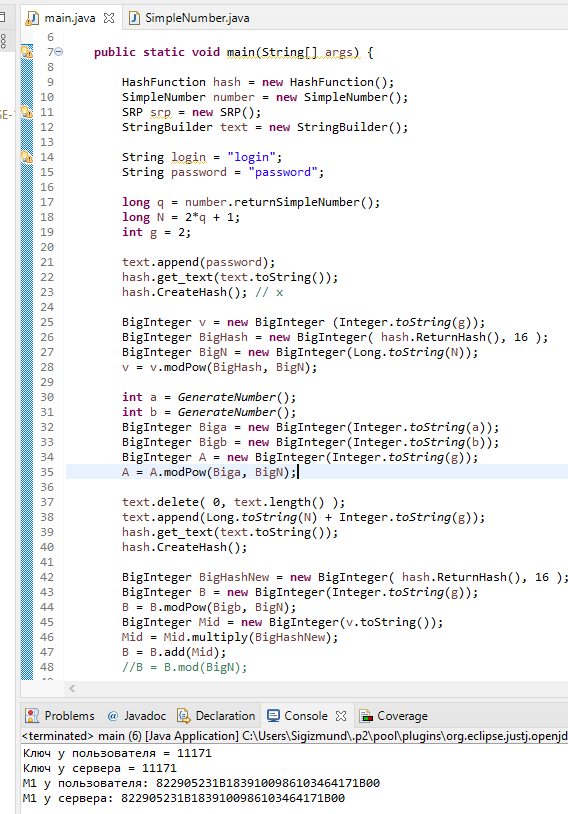 main.java SimpleNumber.java
6
7 public static void main(String[] args) {
8
9 HashFunction hash = new HashFunction();
10 SimpleNumber number = new SimpleNumber();
11 SRP srp = new SRP();
12 StringBuilder text = new StringBuilder();
13
14 String login = "login";
15 String password = "password";
16
17 long q = number.returnSimpleNumber();
18 long N = 2*q + 1;
19 int g = 2;
20
21 text.append(password);
22 hash.get_text(text.toString());
23 hash.CreateHash(); // x
24
25 BigInteger v = new BigInteger (Integer.toString(g));
26 BigInteger BigHash = new BigInteger( hash.ReturnHash(), 16 );
27 BigInteger BigN = new BigInteger(Long.toString(N));
28 v = v.modPow(BigHash, BigN);
29
30 int a = GenerateNumber();
31 int b = GenerateNumber();
32 BigInteger Biga = new BigInteger(Integer.toString(a));
33 BigInteger Bigb = new BigInteger(Integer.toString(b));
34 BigInteger A = new BigInteger(Integer.toString(g));
35 A = A.modPow(Biga, BigN);
36
37 text.delete( 0, text.length() );
38 text.append(Long.toString(N) + Integer.toString(g));
39 hash.get_text(text.toString());
40 hash.CreateHash();
41
42 BigInteger BigHashNew = new BigInteger( hash.ReturnHash(), 16 );
43 BigInteger B = new BigInteger(Integer.toString(g));
44 B = B.modPow(Bigb, BigN);
45 BigInteger Mid = new BigInteger(v.toString());
46 Mid = Mid.multiply(BigHashNew);
47 B = B.add(Mid);
48 //B = B.mod(BigN);
Problems @ Javadoc Declaration Console Coverage
<terminated> main (6) [Java Application] C:\Users\Sigizmund\.p2\pool\plugins\org.eclipse.justj.openjd
Ключ у пользователя = 11171
Ключ у сервера = 11171
М1 у пользователя: 822905231B1839100986103464171B00
М1 у сервера: 822905231B1839100986103464171B00